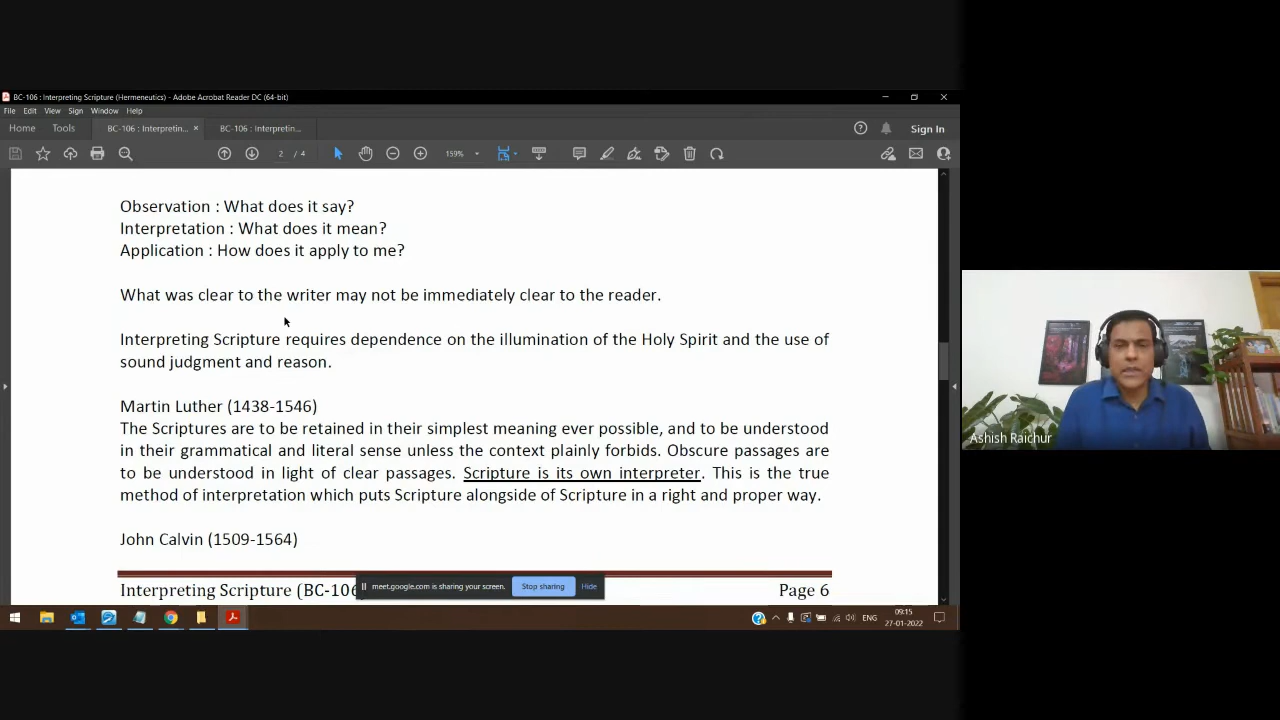 BC-106 : Interpreting Scripture (Hermeneutics) - Adobe Acrobat Reader DC (64-bit)
File Edit View Sign Window Help
Home Tools BC-106 : Interpretin... × BC-106 : Interpretin... Sign In
2 / 4 159%
Observation : What does it say?
Interpretation : What does it mean?
Application : How does it apply to me?
What was clear to the writer may not be immediately clear to the reader.
Interpreting Scripture requires dependence on the illumination of the Holy Spirit and the use of
sound judgment and reason.
Martin Luther (1438-1546)
The Scriptures are to be retained in their simplest meaning ever possible, and to be understood
in their grammatical and literal sense unless the context plainly forbids. Obscure passages are
to be understood in light of clear passages. Scripture is its own interpreter. This is the true
method of interpretation which puts Scripture alongside of Scripture in a right and proper way.
John Calvin (1509-1564)
Interpreting Scripture (BC-106 Page 6
meet.google.com is sharing your screen. Stop sharing Hide
ENG 09:15
27-01-2022
Ashish Raichur